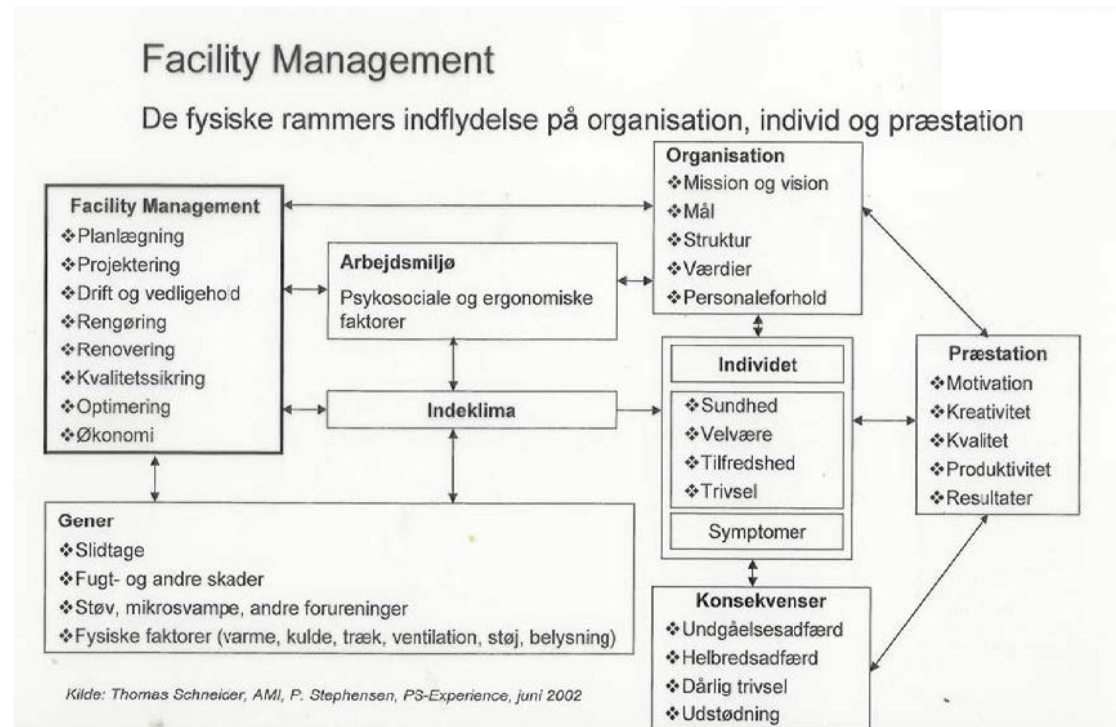 Facility Management
De fysiske rammers indflydelse på organisation, individ og præstation
Facility Management
❖Planlægning
❖Projektering
❖Drift og vedligehold
❖Rengøring
❖Renovering
❖Kvalitetssikring
❖Optimering
❖Økonomi
Arbejdsmiljø
Psykosociale og ergonomiske
faktorer
Indeklima
Organisation
❖Mission og vision
❖Mål
❖Struktur
❖Værdier
❖Personaleforhold
Individet
❖Sundhed
❖Velvære
❖Tilfredshed
❖Trivsel
Symptomer
Præstation
❖Motivation
❖Kreativitet
❖Kvalitet
❖Produktivitet
❖Resultater
Gener
❖Slidtage
❖Fugt- og andre skader
❖Støv, mikrosvampe, andre forureninger
❖Fysiske faktorer (varme, kulde, træk, ventilation, støj, belysning)
Konsekvenser
❖Undgåelsesadfærd
❖Helbredsadfærd
❖Dårlig trivsel
❖Udstødning
Kilde: Thomas Schneider, AMI, P. Stephensen, PS-Experience, juni 2002